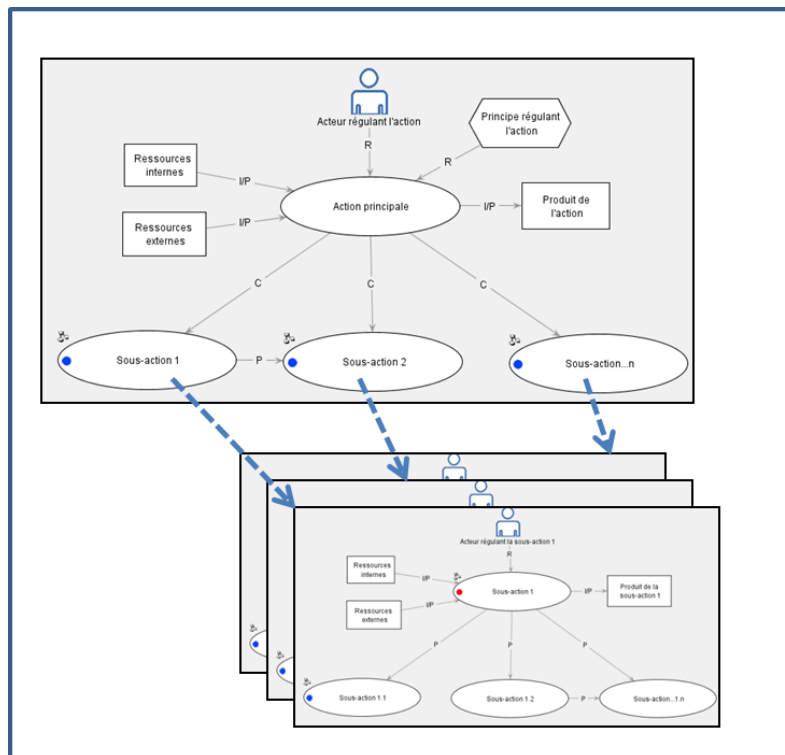 Acteur régulant l'action
Principe régulant
l'action
R
R
Ressources
internes
I/P
Action principale
I/P
Produit de
l'action
Ressources
externes
I/P
C
C
C
Sous-action 1
P
Sous-action 2
Sous-action...n
Acteur régulant la sous-action 1
R
Ressources
internes
I/P
Sous-action 1
I/P
Produit de la
sous-action 1
Ressources
externes
I/P
P
P
P
Sous-action 1.1
Sous-action 1.2
P
Sous-action...1.n